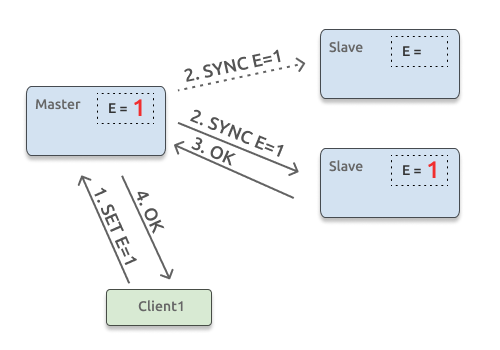 Slave
E =
2. SYNC E=1
Master
E = 1
2. SYNC E=1
3. OK
Slave
E = 1
1. SET E=1
4. OK
Client1